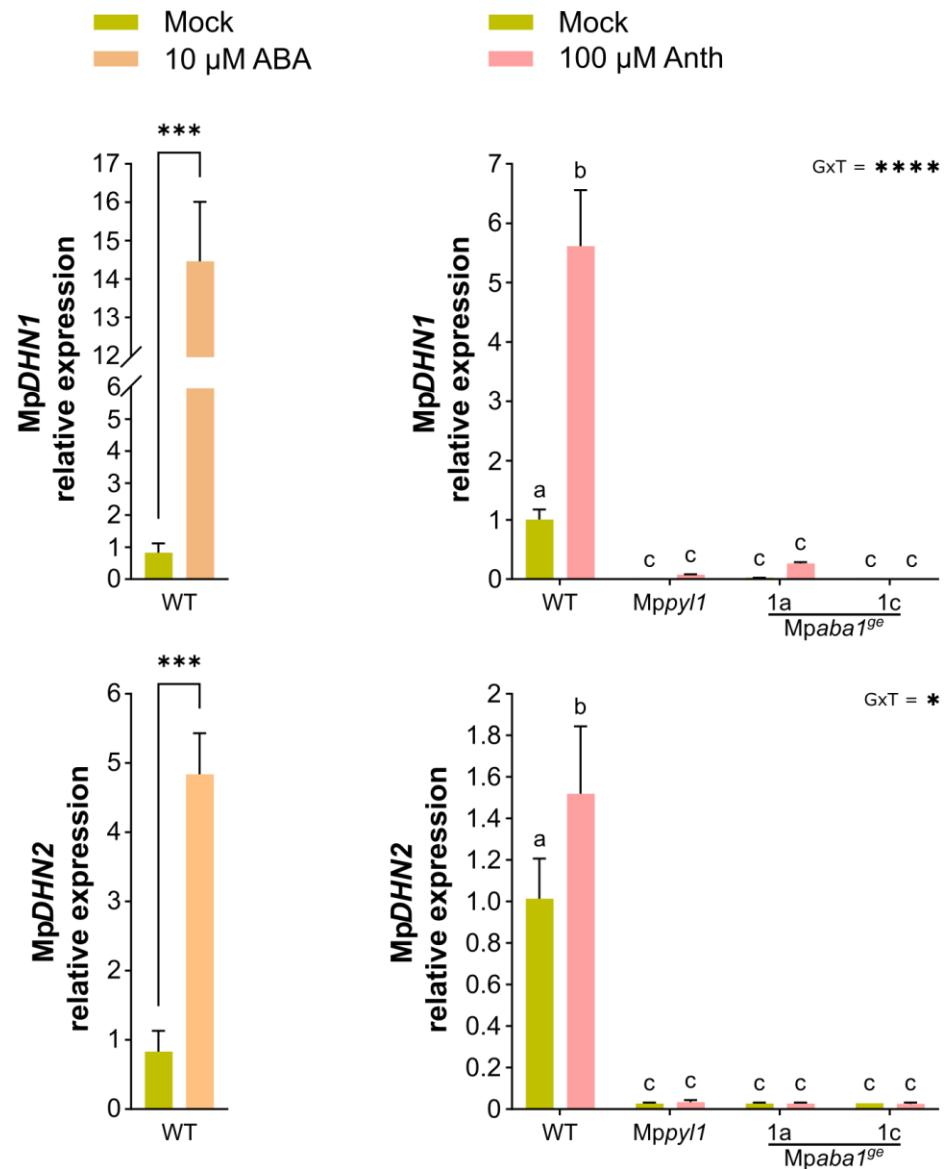 Mock
10 µM ABA
Mock
100 µM Anth
MpDHN1
relative expression
***
17
16
15
14
13
12
6
5
4
3
2
1
0
WT
MpDHN1
relative expression
GxT = ****
7
6
5
4
3
2
1
0
a
b
c
c
c
c
c
c
WT
Mppyl1
1a
1c
Mpaba1ge
MpDHN2
relative expression
***
6
5
4
3
2
1
0
WT
MpDHN2
relative expression
GxT = *
2
1.8
1.6
1.4
1.2
1.0
0.8
0.6
0.4
0.2
0
a
b
c
c
c
c
c
c
WT
Mppyl1
1a
1c
Mpaba1ge